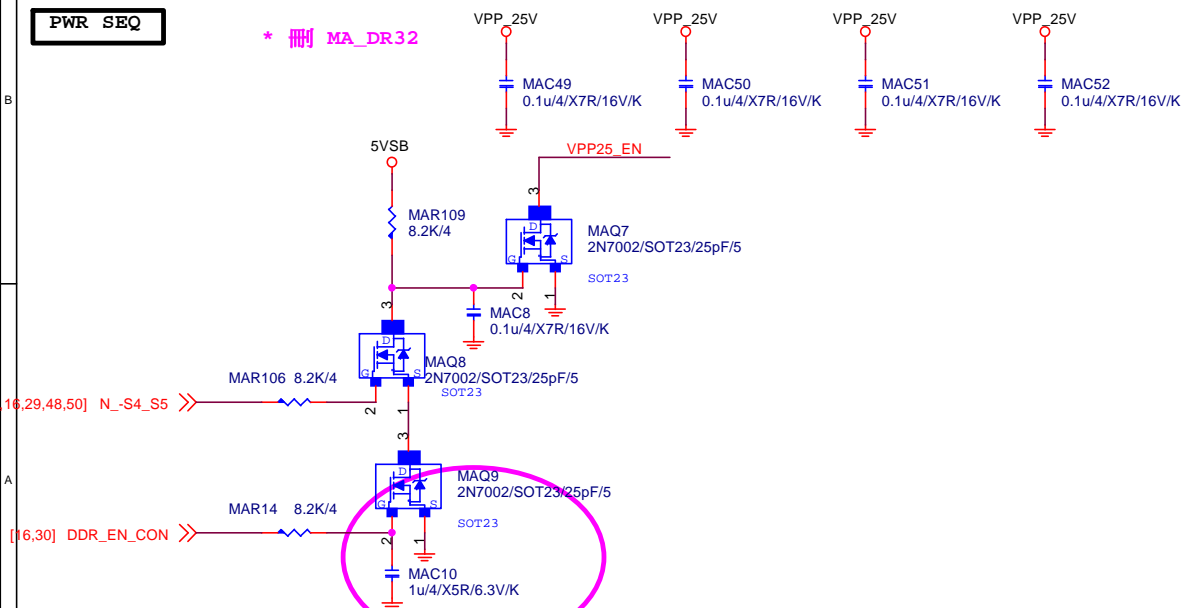 PWR SEQ
* 刪 MA_DR32
VPP_25V
VPP_25V
VPP_25V
VPP_25V
B
MAC49
0.1u/4/X7R/16V/K
MAC50
0.1u/4/X7R/16V/K
MAC51
0.1u/4/X7R/16V/K
MAC52
0.1u/4/X7R/16V/K
5VSB
VPP25_EN
MAR109
8.2K/4
3
D
G
S
MAQ7
2N7002/SOT23/25pF/5
SOT23
2
1
MAC8
0.1u/4/X7R/16V/K
3
D
G
S
MAQ8
2N7002/SOT23/25pF/5
SOT23
MAR106 8.2K/4
,16,29,48,50] N_-S4_S5
2
1
3
A
D
G
S
MAQ9
2N7002/SOT23/25pF/5
SOT23
MAR14 8.2K/4
[16,30] DDR_EN_CON
2
1
MAC10
1u/4/X5R/6.3V/K